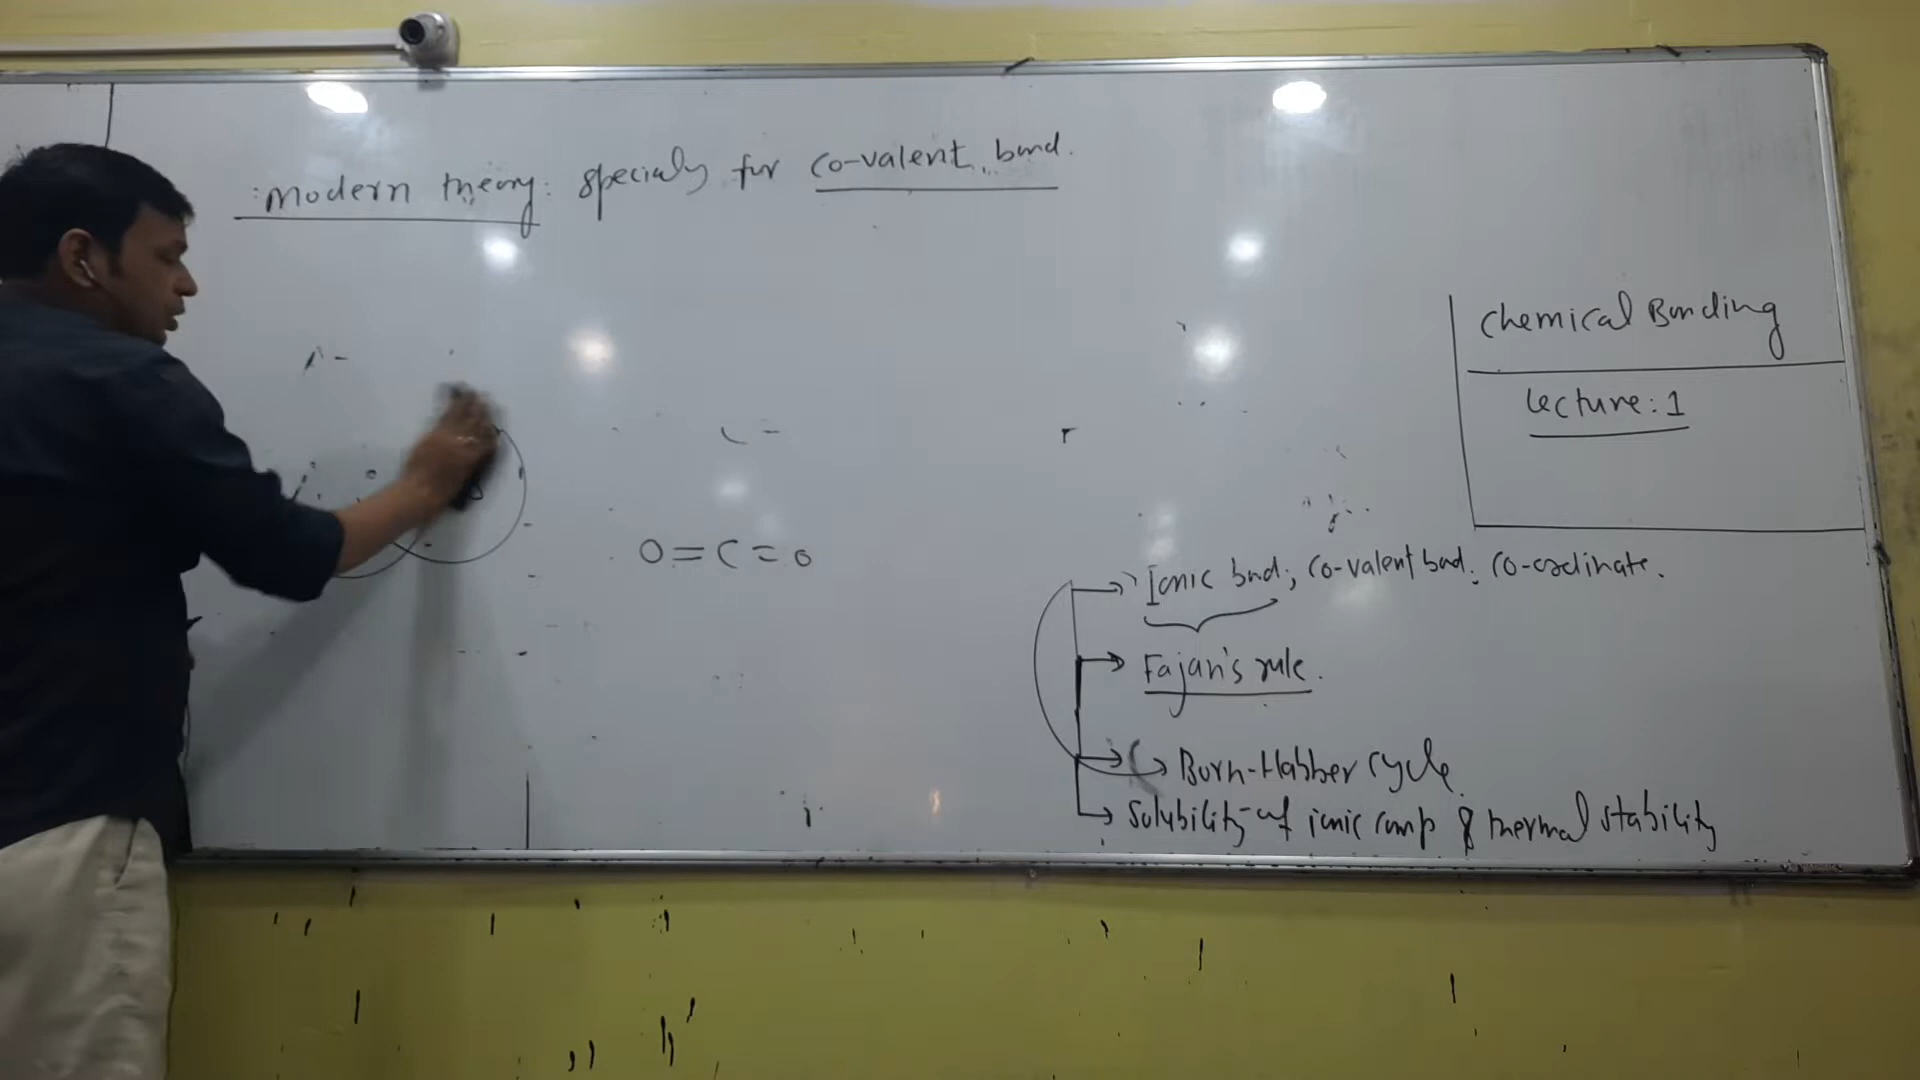 :Modern theory: specialy for co-valent bond.
Chemical Bonding
Lecture: 1
O=C=O
Ionic bnd; co-valent bnd; co-ordinate.
Fajan's rule.
Born-Habber cycle
Solubility of ionic comp & thermal stability